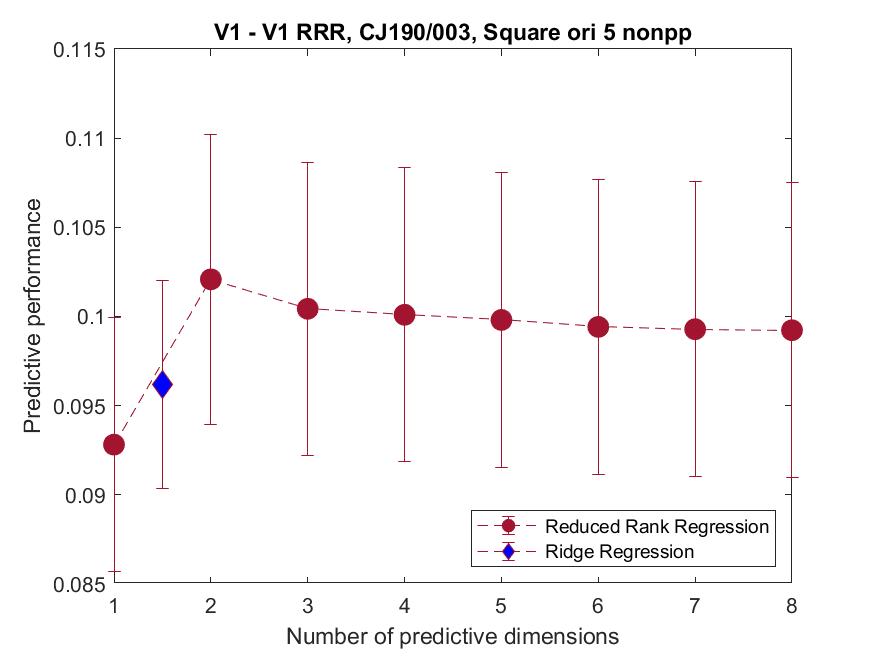 V1 - V1 RRR, CJ190/003, Square ori 5 nonpp
0.115
0.11
0.105
0.1
0.095
0.09
0.085
Predictive performance
Reduced Rank Regression
Ridge Regression
1 2 3 4 5 6 7 8
Number of predictive dimensions